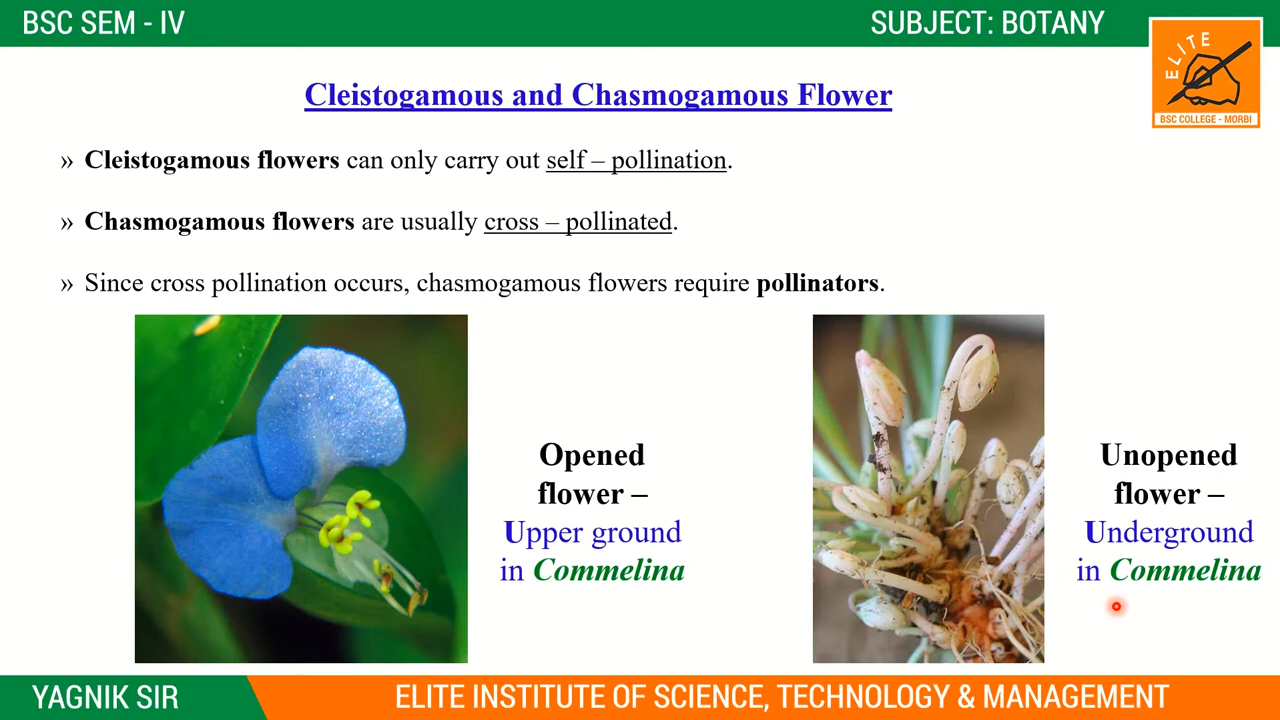 BSC SEM - IV
SUBJECT: BOTANY
ELITE
BSC COLLEGE - MORBI
Cleistogamous and Chasmogamous Flower
» Cleistogamous flowers can only carry out self – pollination.
» Chasmogamous flowers are usually cross – pollinated.
» Since cross pollination occurs, chasmogamous flowers require pollinators.
Opened
flower –
Upper ground
in Commelina
Unopened
flower –
Underground
in Commelina
YAGNIK SIR
ELITE INSTITUTE OF SCIENCE, TECHNOLOGY & MANAGEMENT